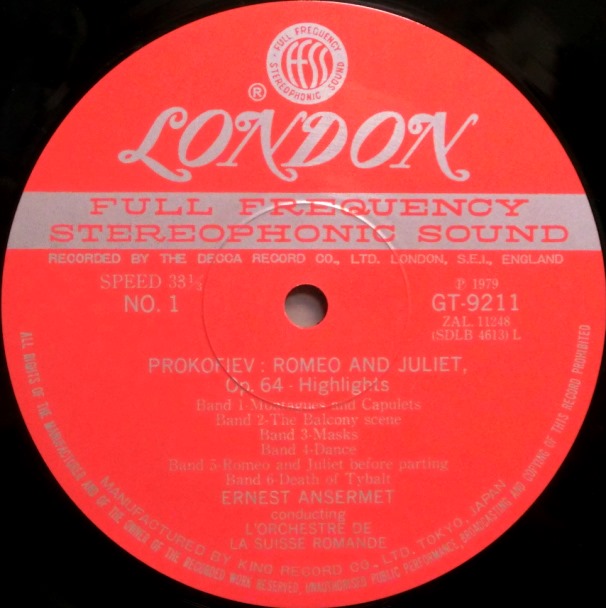 FULL FREQUENCY
ffss
STEREOPHONIC SOUND
®
LONDON
FULL FREQUENCY
STEREOPHONIC SOUND
RECORDED BY THE DECCA RECORD CO., LTD. LONDON, S.E.I., ENGLAND
SPEED 33⅓
NO. 1
℗ 1979
GT-9211
ZAL. 11248
(SDLB 4613) L
PROKOFIEV : ROMEO AND JULIET,
Op. 64 - Highlights
Band 1-Montagues and Capulets
Band 2-The Balcony scene
Band 3-Masks
Band 4-Dance
Band 5-Romeo and Juliet before parting
Band 6-Death of Tybalt
ERNEST ANSERMET
conducting
L'ORCHESTRE DE
LA SUISSE ROMANDE
MANUFACTURED BY KING RECORD CO., LTD. TOKYO, JAPAN
ALL RIGHTS OF THE MANUFACTURER AND OF THE OWNER OF THE RECORDED WORK RESERVED, UNAUTHORISED PUBLIC PERFORMANCE, BROADCASTING AND COPYING OF THIS RECORD PROHIBITED